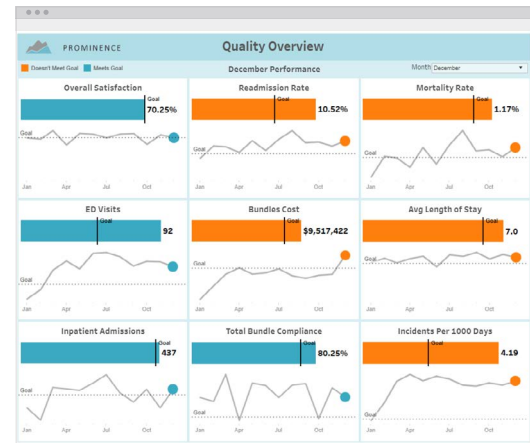 PROMINENCE
Quality Overview
Doesn't Meet Goal Meets Goal
December Performance
Month December
Overall Satisfaction
Goal
70.25%
Goal
Jan Apr Jul Oct
Readmission Rate
Goal
10.52%
Goal
Jan Apr Jul Oct
Mortality Rate
Goal
1.17%
Goal
Jan Apr Jul Oct
ED Visits
Goal
92
Goal
Jan Apr Jul Oct
Bundles Cost
Goal
$9,517,422
Goal
Jan Apr Jul Oct
Avg Length of Stay
Goal
7.0
Goal
Jan Apr Jul Oct
Inpatient Admissions
Goal
437
Goal
Jan Apr Jul Oct
Total Bundle Compliance
Goal
80.25%
Goal
Jan Apr Jul Oct
Incidents Per 1000 Days
Goal
4.19
Goal
Jan Apr Jul Oct